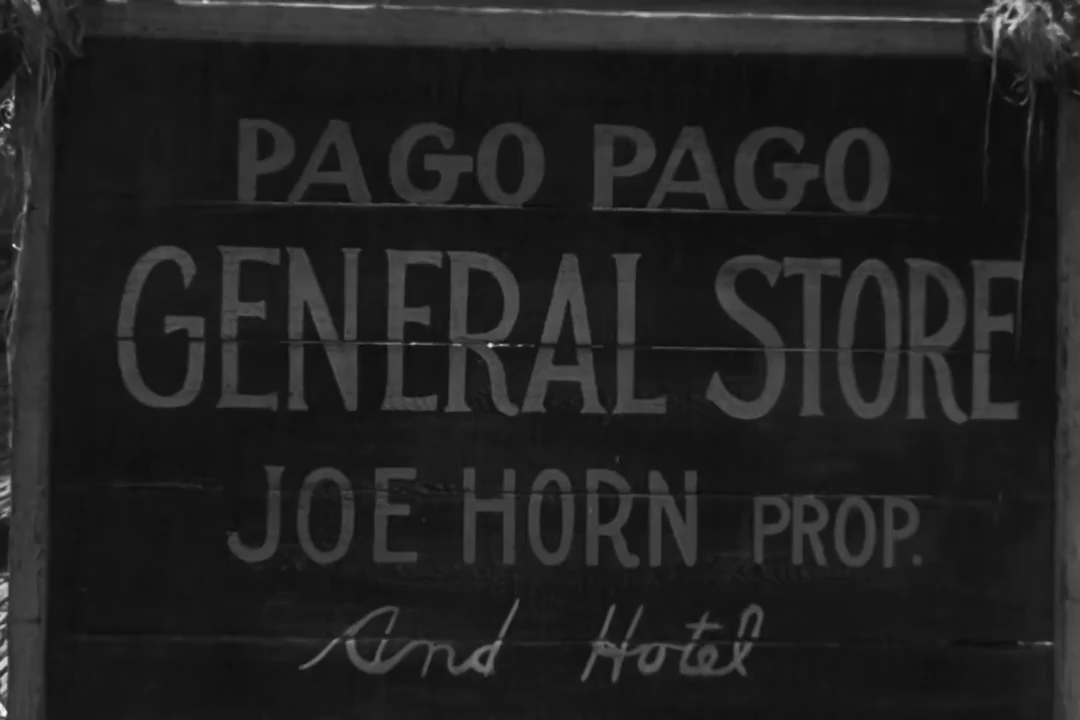 PAGO PAGO
GENERAL STORE
JOE HORN PROP.
And Hotel